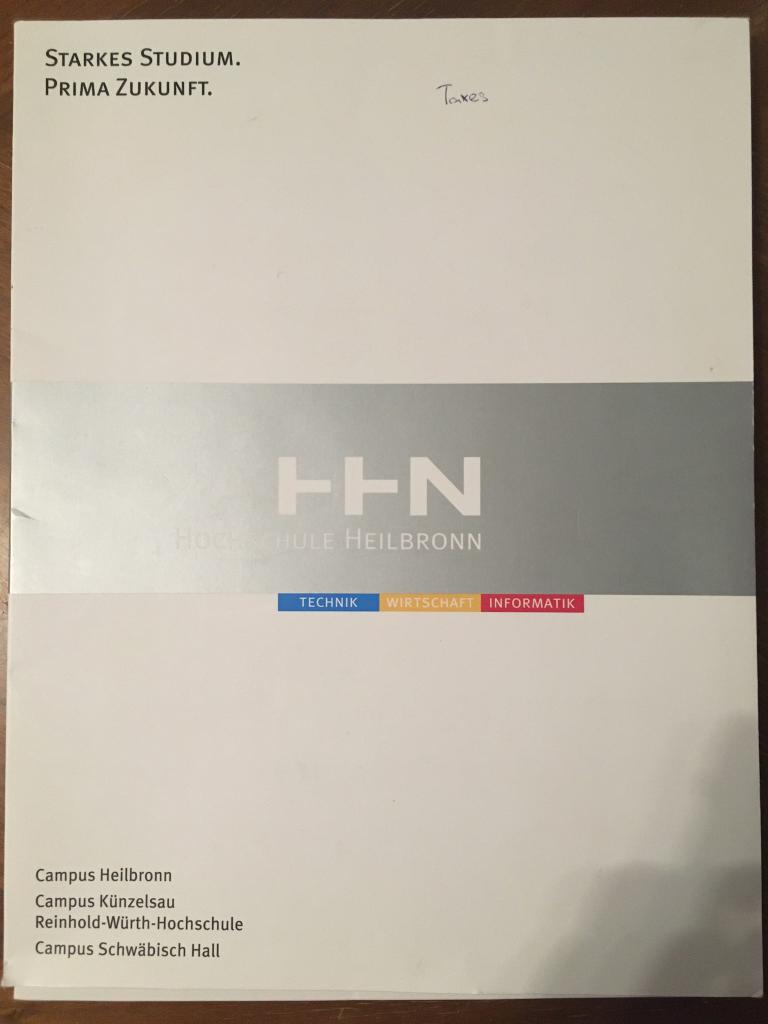 STARKES STUDIUM.
PRIMA ZUKUNFT.
Taxes
HHN
HOCHSCHULE HEILBRONN
TECHNIK WIRTSCHAFT INFORMATIK
Campus Heilbronn
Campus Künzelsau
Reinhold-Würth-Hochschule
Campus Schwäbisch Hall